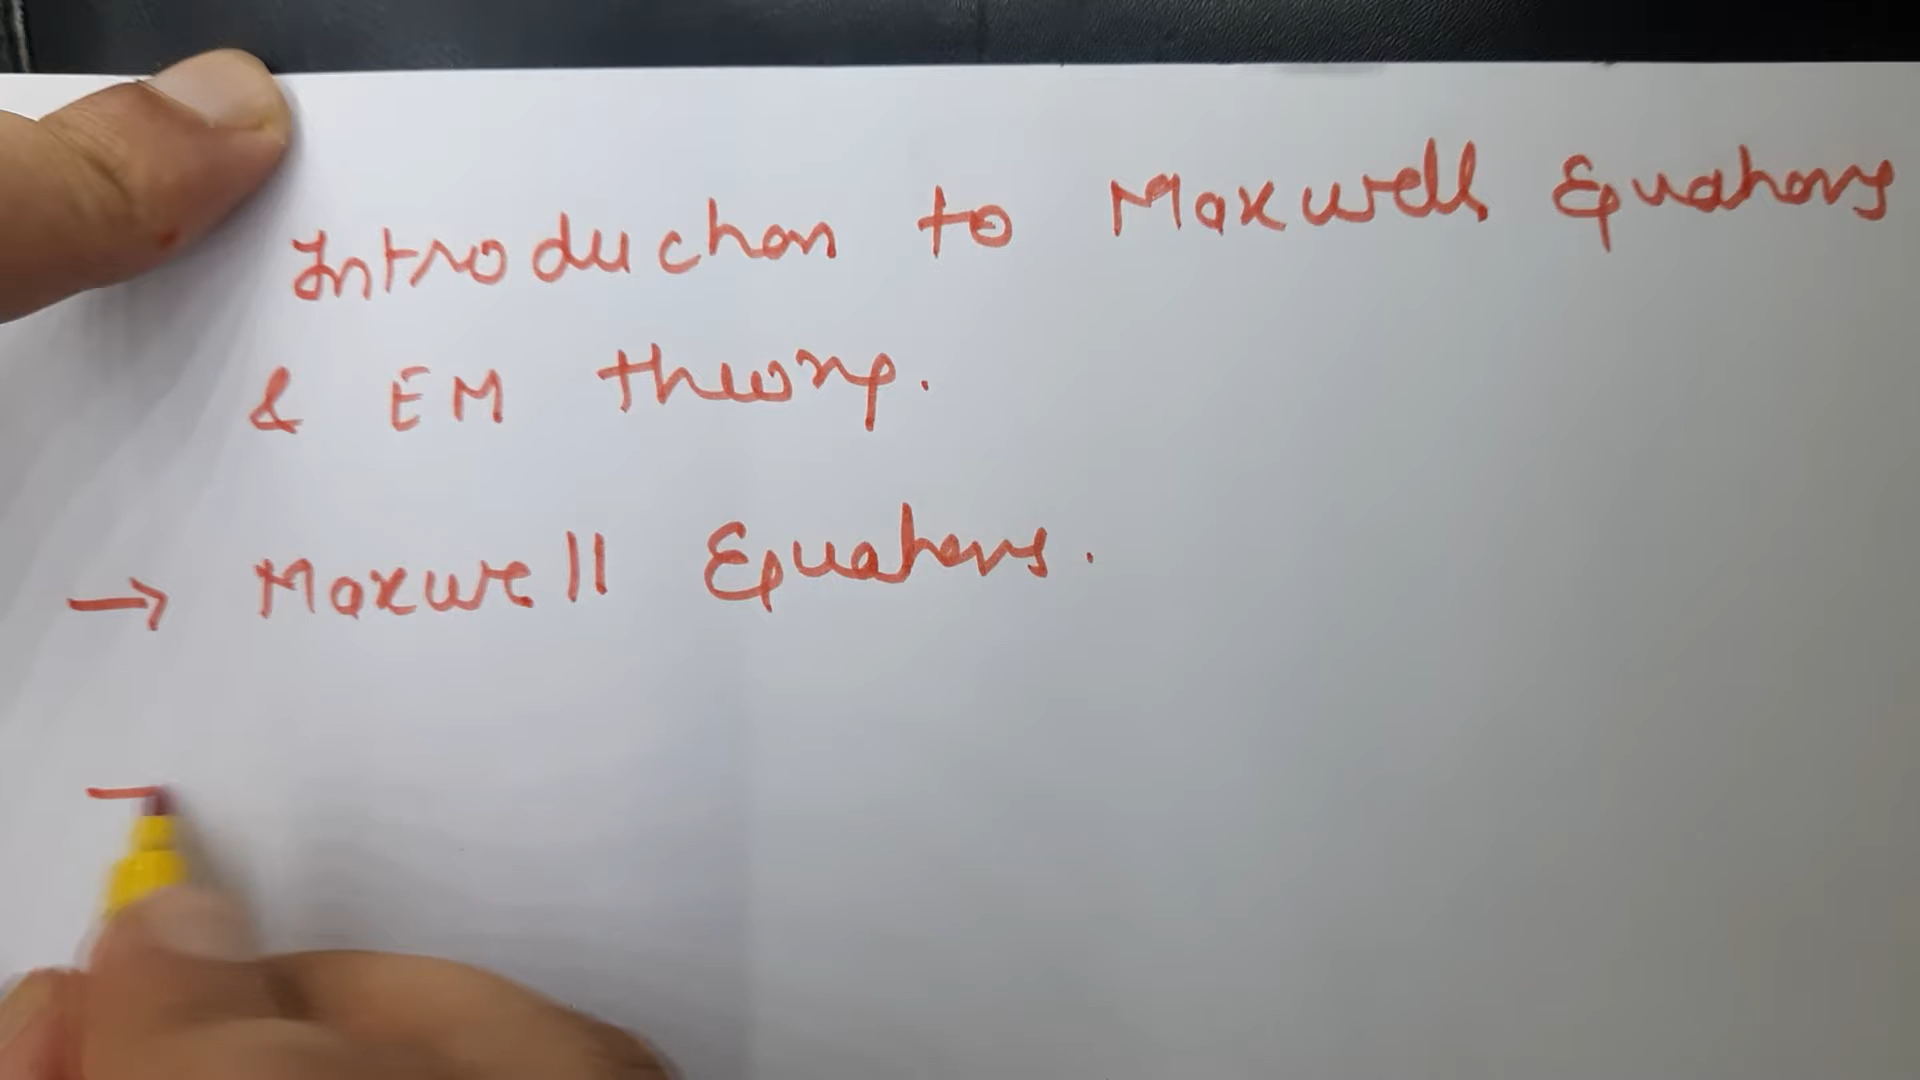 Introduction to Maxwell Equations
& EM theory.
→ Maxwell Equations.